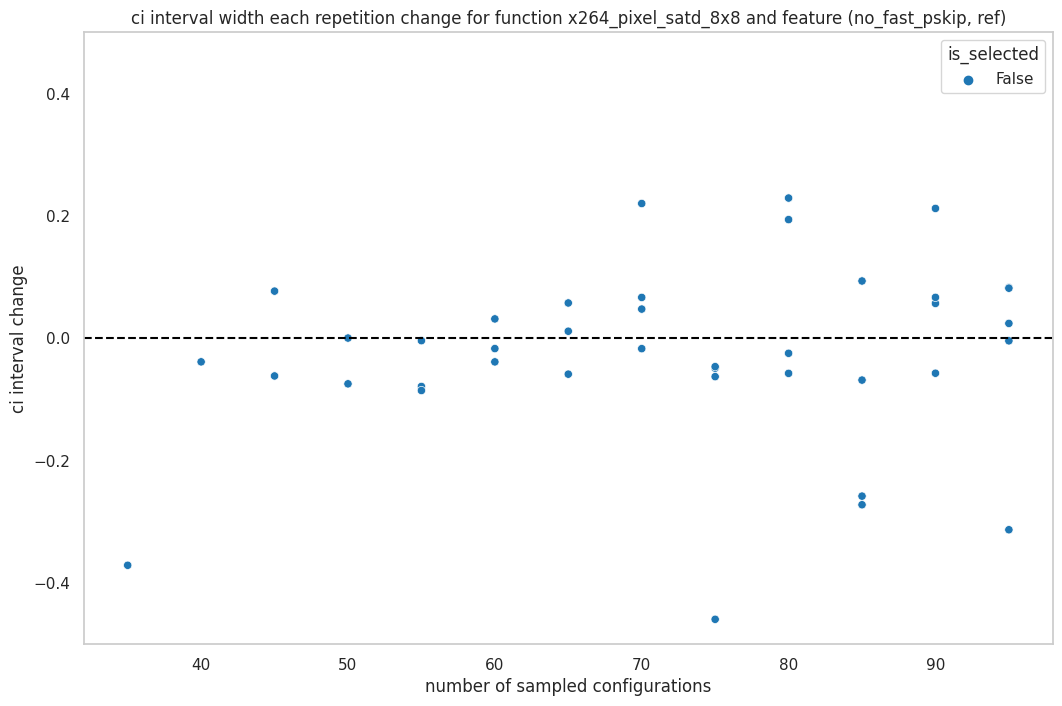 ci interval width each repetition change for function x264_pixel_satd_8x8 and feature (no_fast_pskip, ref)
is_selected
False
0.4
0.2
0.0
−0.2
−0.4
ci interval change
40
50
60
70
80
90
number of sampled configurations